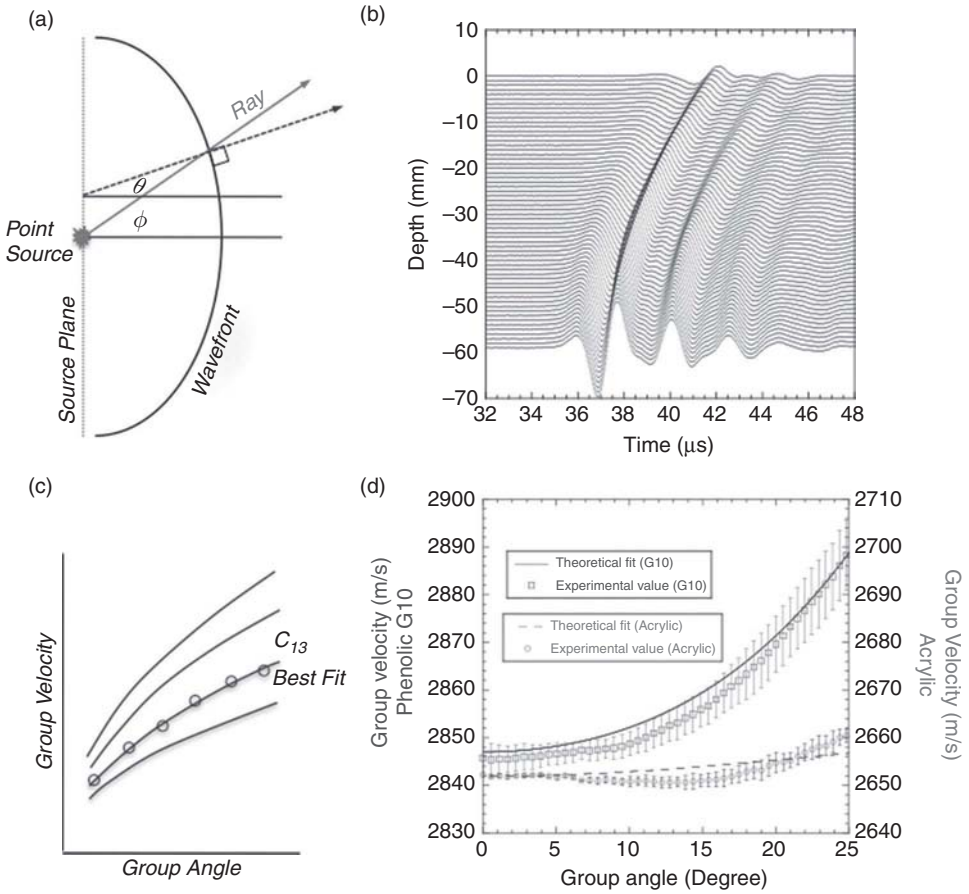 (a)
Ray
θ
ϕ
Point
Source
Source Plane
Wavefront
(b)
10
0
−10
−20
−30
−40
−50
−60
−70
Depth (mm)
32 34 36 38 40 42 44 46 48
Time (μs)
(c)
Group Velocity
C13
Best Fit
Group Angle
(d)
2900
2890
2880
2870
2860
2850
2840
2830
Group velocity (m/s)
Phenolic G10
Theoretical fit (G10)
Experimental value (G10)
Theoretical fit (Acrylic)
Experimental value (Acrylic)
2710
2700
2690
2680
2670
2660
2650
2640
Group Velocity (m/s)
Acrylic
0 5 10 15 20 25
Group angle (Degree)